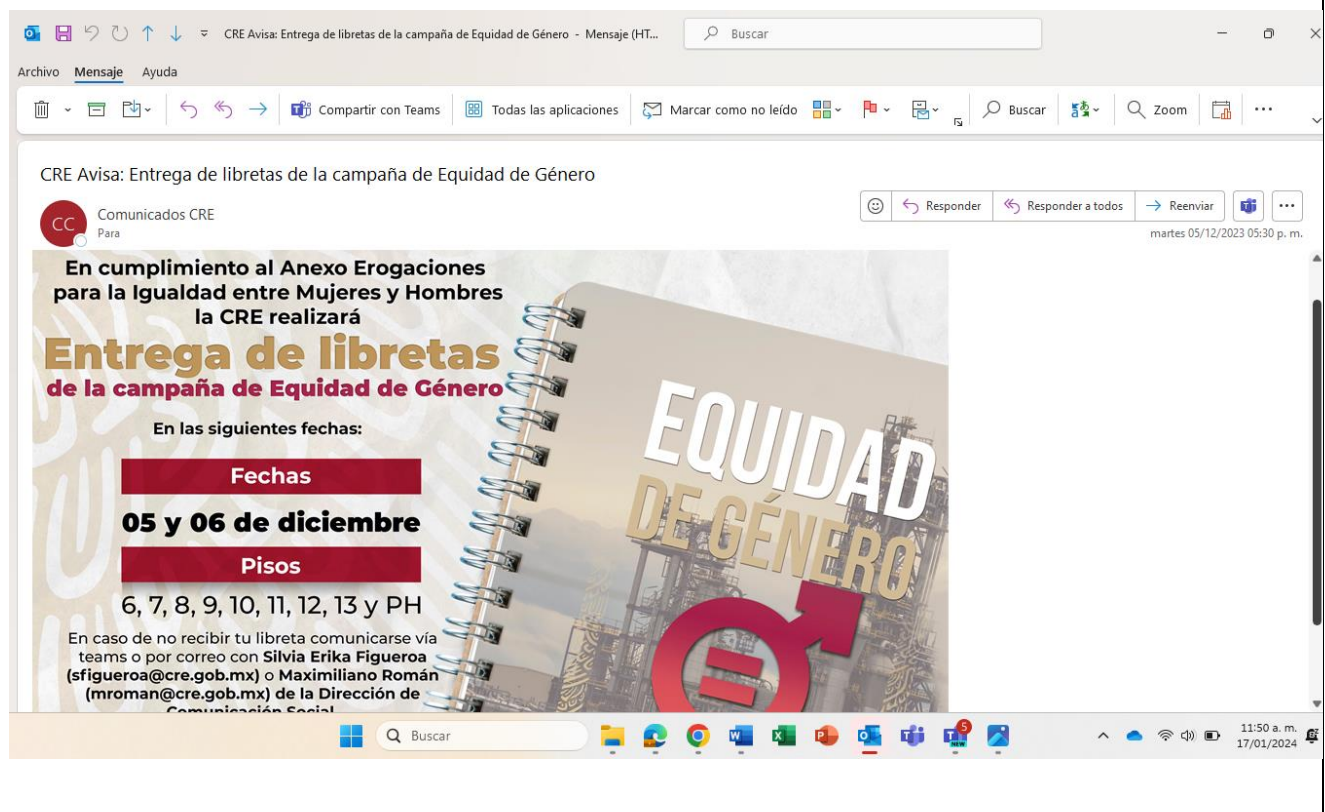 CRE Avisa: Entrega de libretas de la campaña de Equidad de Género - Mensaje (HT...
Buscar
Archivo Mensaje Ayuda
Compartir con Teams
Todas las aplicaciones
Marcar como no leído
Buscar
Zoom
CRE Avisa: Entrega de libretas de la campaña de Equidad de Género
CC
Comunicados CRE
Para
Responder
Responder a todos
Reenviar
martes 05/12/2023 05:30 p. m.
En cumplimiento al Anexo Erogaciones
para la Igualdad entre Mujeres y Hombres
la CRE realizará
Entrega de libretas
de la campaña de Equidad de Género
En las siguientes fechas:
Fechas
05 y 06 de diciembre
Pisos
6, 7, 8, 9, 10, 11, 12, 13 y PH
En caso de no recibir tu libreta comunicarse vía
teams o por correo con Silvia Erika Figueroa
(sfigueroa@cre.gob.mx) o Maximiliano Román
(mroman@cre.gob.mx) de la Dirección de
Comunicación Social
EQUIDAD
DE GÉNERO
Buscar
5
NEW
11:50 a. m.
17/01/2024